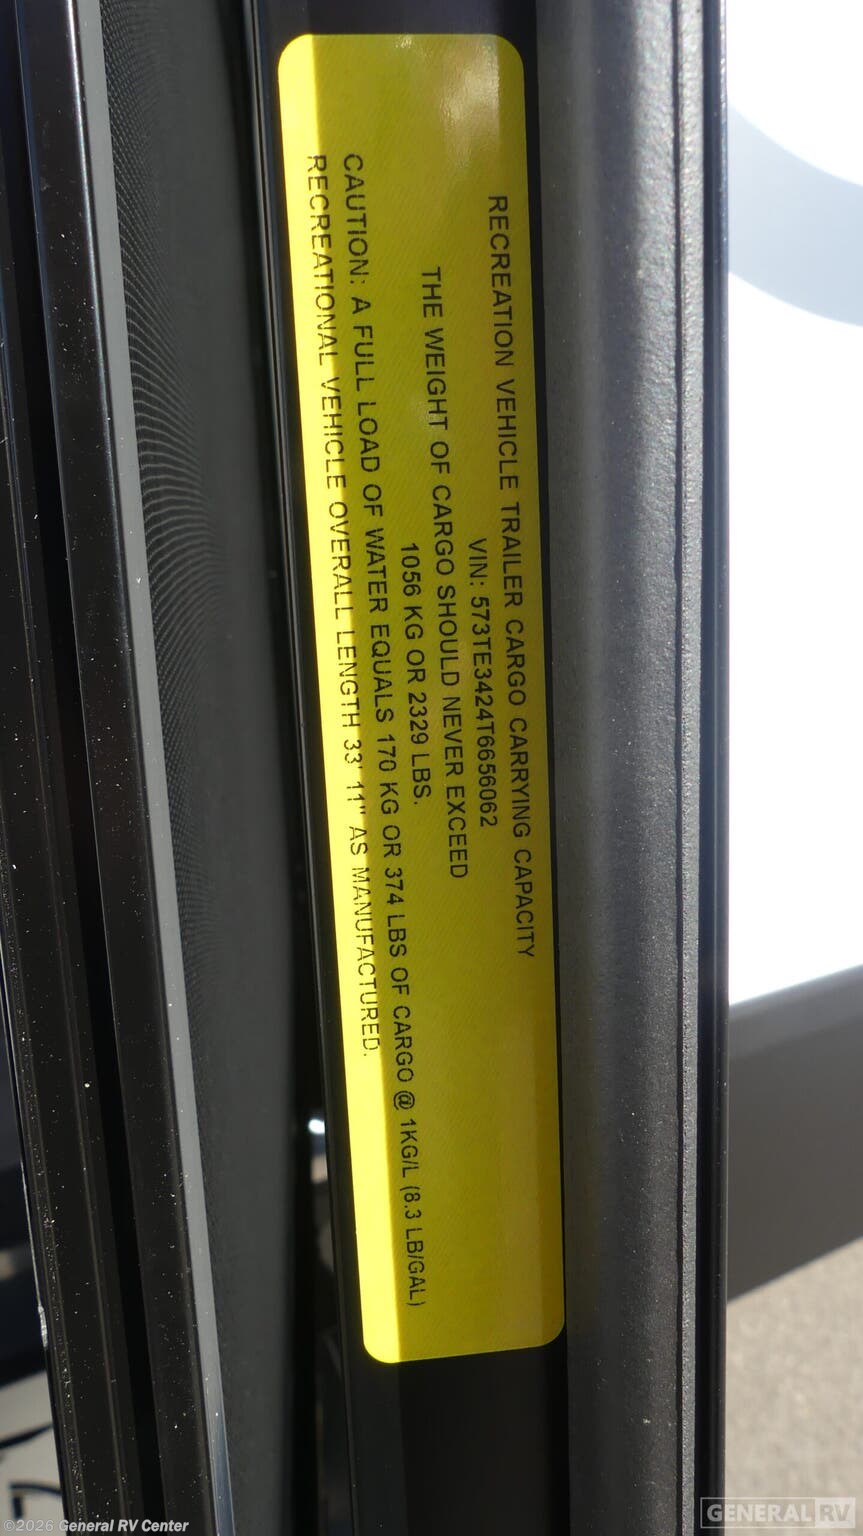 RECREATION VEHICLE TRAILER CARGO CARRYING CAPACITY
VIN: 573TE3424T6656062
THE WEIGHT OF CARGO SHOULD NEVER EXCEED
1056 KG OR 2329 LBS.
CAUTION: A FULL LOAD OF WATER EQUALS 170 KG OR 374 LBS OF CARGO @ 1KG/L (8.3 LB/GAL)
RECREATIONAL VEHICLE OVERALL LENGTH 33' 11" AS MANUFACTURED.
©2026 General RV Center
GENERAL RV